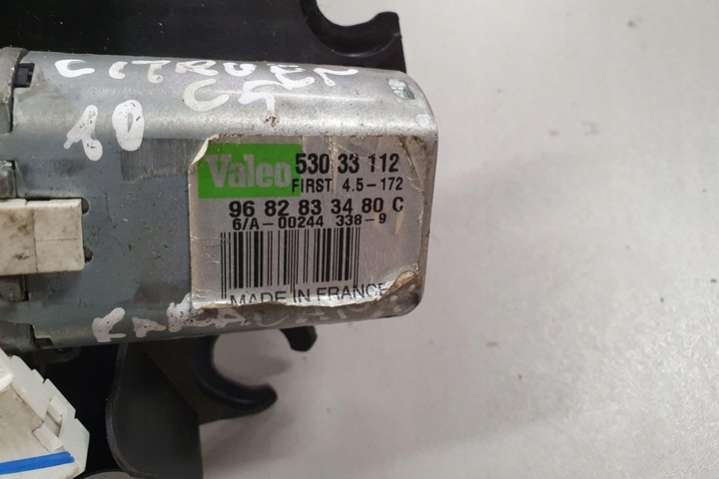 CITROEN
C5
10
Valeo 530 33 112
FIRST 4.5-172
96 82 83 34 80 C
6/A-00244 338-9
MADE IN FRANCE